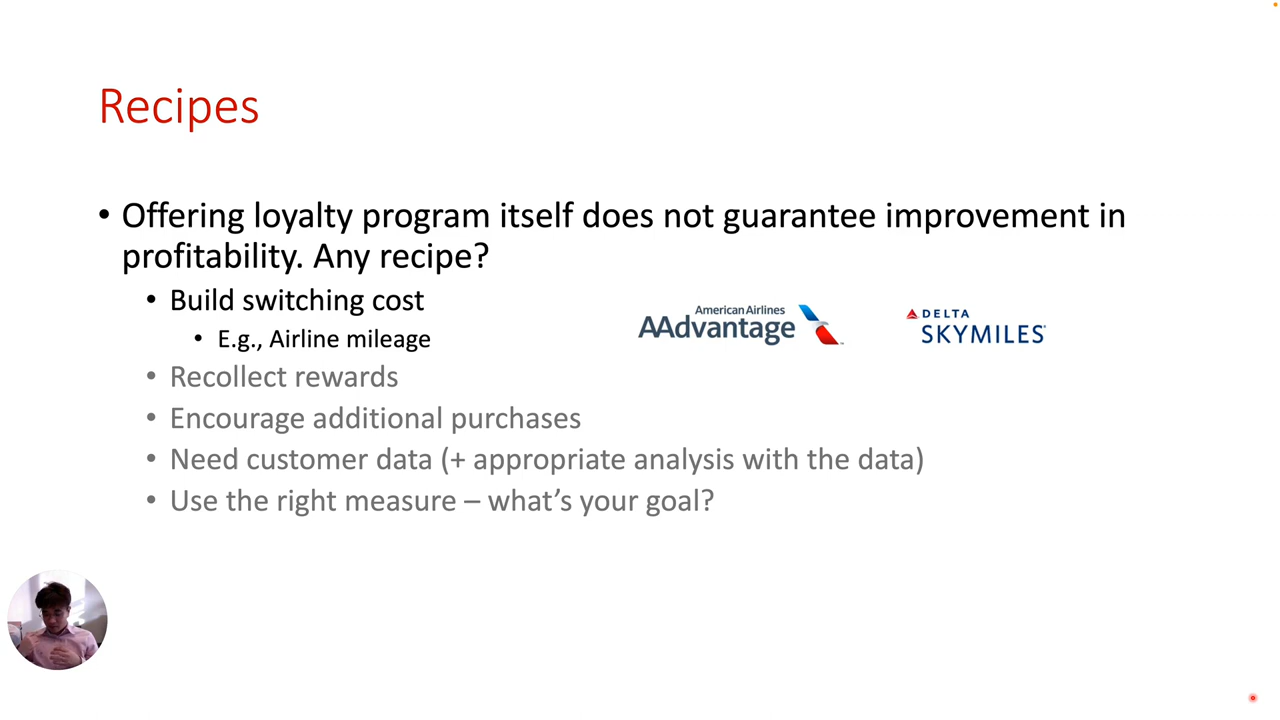 Recipes
• Offering loyalty program itself does not guarantee improvement in
profitability. Any recipe?
• Build switching cost
• E.g., Airline mileage
American Airlines
AAdvantage
DELTA
SKYMILES
• Recollect rewards
• Encourage additional purchases
• Need customer data (+ appropriate analysis with the data)
• Use the right measure – what's your goal?